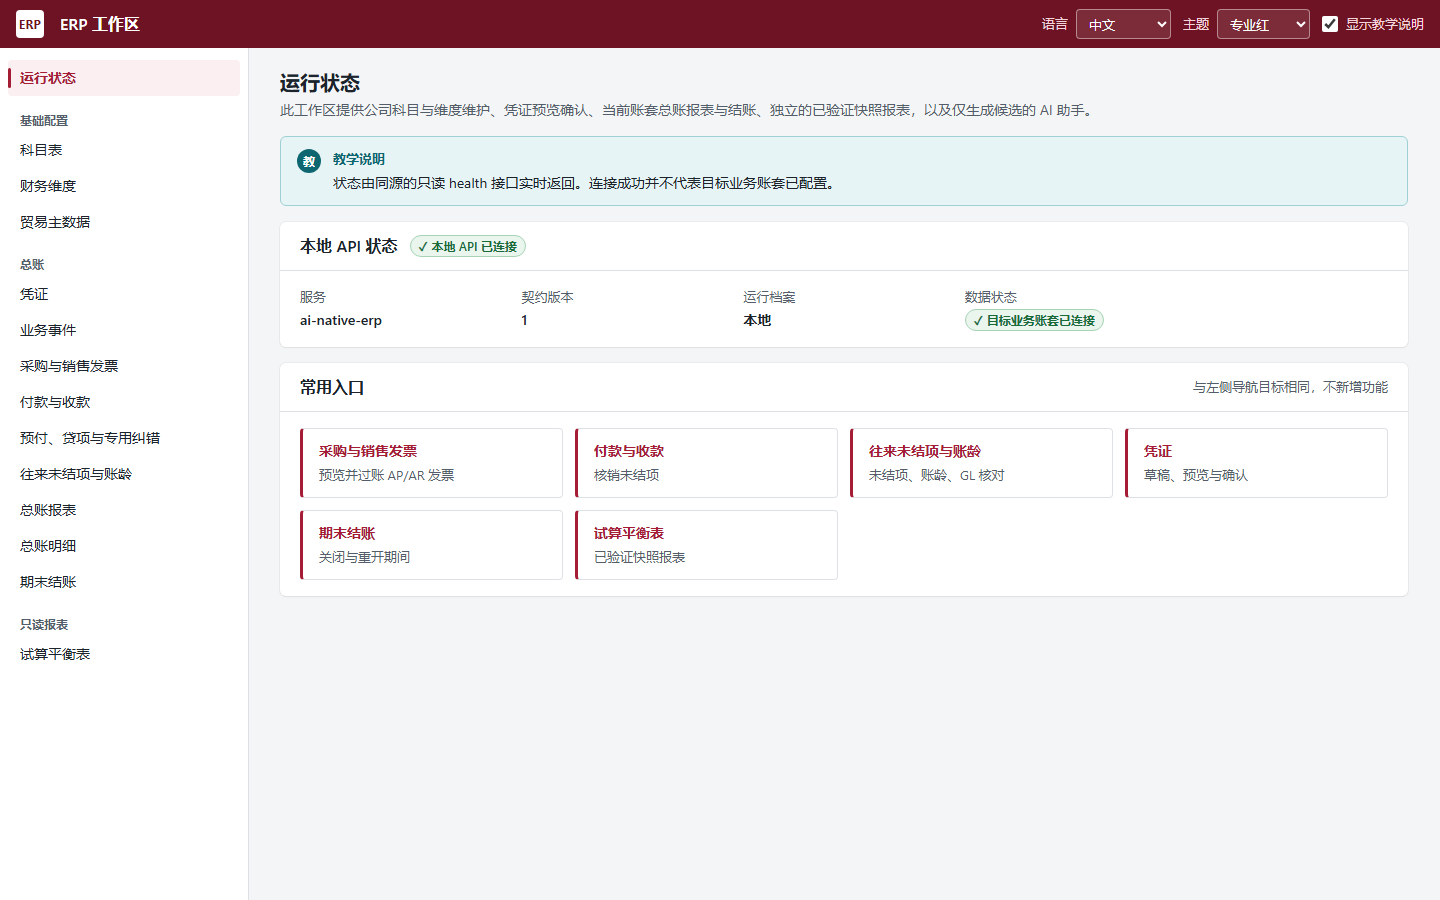 ERP ERP 工作区 语言 中文 主题 专业红 显示教学说明
运行状态
基础配置
科目表
财务维度
贸易主数据
总账
凭证
业务事件
采购与销售发票
付款与收款
预付、贷项与专用纠错
往来未结项与账龄
总账报表
总账明细
期末结账
只读报表
试算平衡表
运行状态
此工作区提供公司科目与维度维护、凭证预览确认、当前账套总账报表与结账、独立的已验证快照报表，以及仅生成候选的 AI 助手。
教 教学说明
状态由同源的只读 health 接口实时返回。连接成功并不代表目标业务账套已配置。
本地 API 状态 ✓ 本地 API 已连接
服务 契约版本 运行档案 数据状态
ai-native-erp 1 本地 ✓ 目标业务账套已连接
常用入口 与左侧导航目标相同，不新增功能
采购与销售发票 付款与收款 往来未结项与账龄 凭证
预览并过账 AP/AR 发票 核销未结项 未结项、账龄、GL 核对 草稿、预览与确认
期末结账 试算平衡表
关闭与重开期间 已验证快照报表